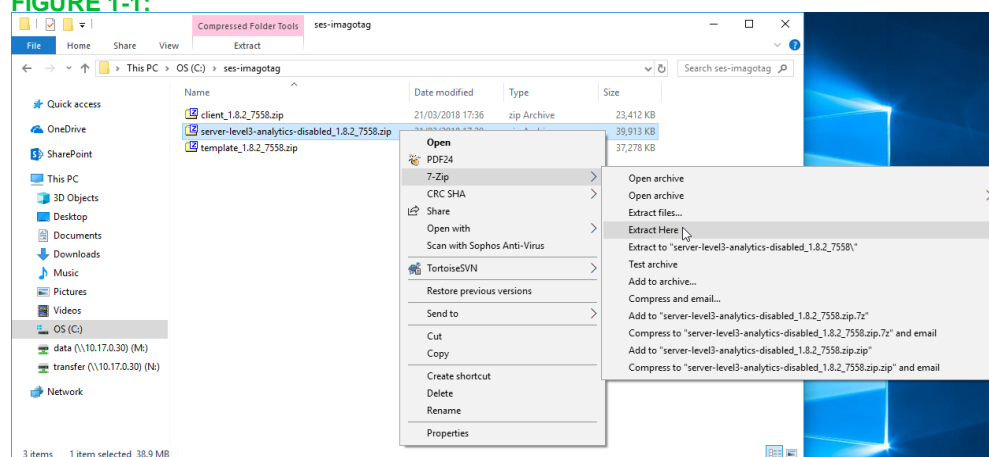 FIGURE 1-1:
Compressed Folder Tools ses-imagotag
File Home Share View Extract
This PC > OS (C:) > ses-imagotag
Search ses-imagotag
Name Date modified Type Size
client_1.8.2_7558.zip 21/03/2018 17:36 zip Archive 23,412 KB
server-level3-analytics-disabled_1.8.2_7558.zip 39,913 KB
template_1.8.2_7558.zip 37,278 KB
Quick access
OneDrive
SharePoint
This PC
3D Objects
Desktop
Documents
Downloads
Music
Pictures
Videos
OS (C:)
data (\\10.17.0.30) (M:)
transfer (\\10.17.0.30) (N:)
Network
Open
PDF24
7-Zip
CRC SHA
Share
Open with
Scan with Sophos Anti-Virus
TortoiseSVN
Restore previous versions
Send to
Cut
Copy
Create shortcut
Delete
Rename
Properties
Open archive
Open archive
Extract files...
Extract Here
Extract to "server-level3-analytics-disabled_1.8.2_7558\"
Test archive
Add to archive...
Compress and email...
Add to "server-level3-analytics-disabled_1.8.2_7558.zip.7z"
Compress to "server-level3-analytics-disabled_1.8.2_7558.zip.7z" and email
Add to "server-level3-analytics-disabled_1.8.2_7558.zip.zip"
Compress to "server-level3-analytics-disabled_1.8.2_7558.zip.zip" and email
3 items 1 item selected 38.9 MB